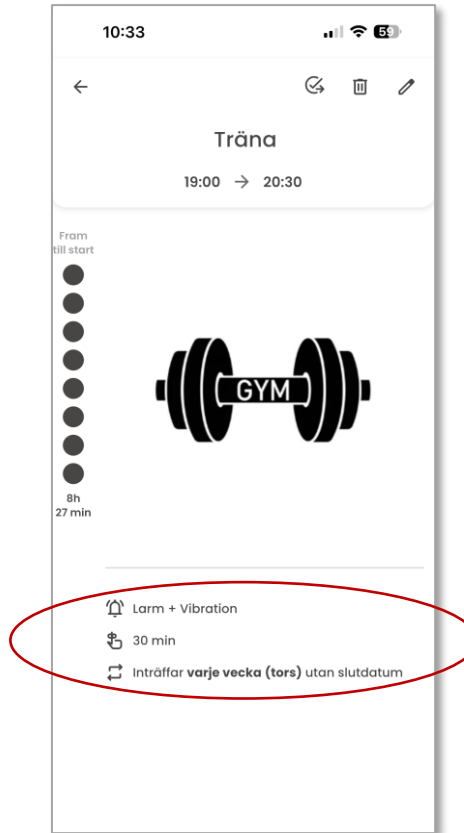 10:33
59
Träna
19:00 → 20:30
Fram
till start
GYM
8h
27 min
Larm + Vibration
30 min
Inträffar varje vecka (tors) utan slutdatum